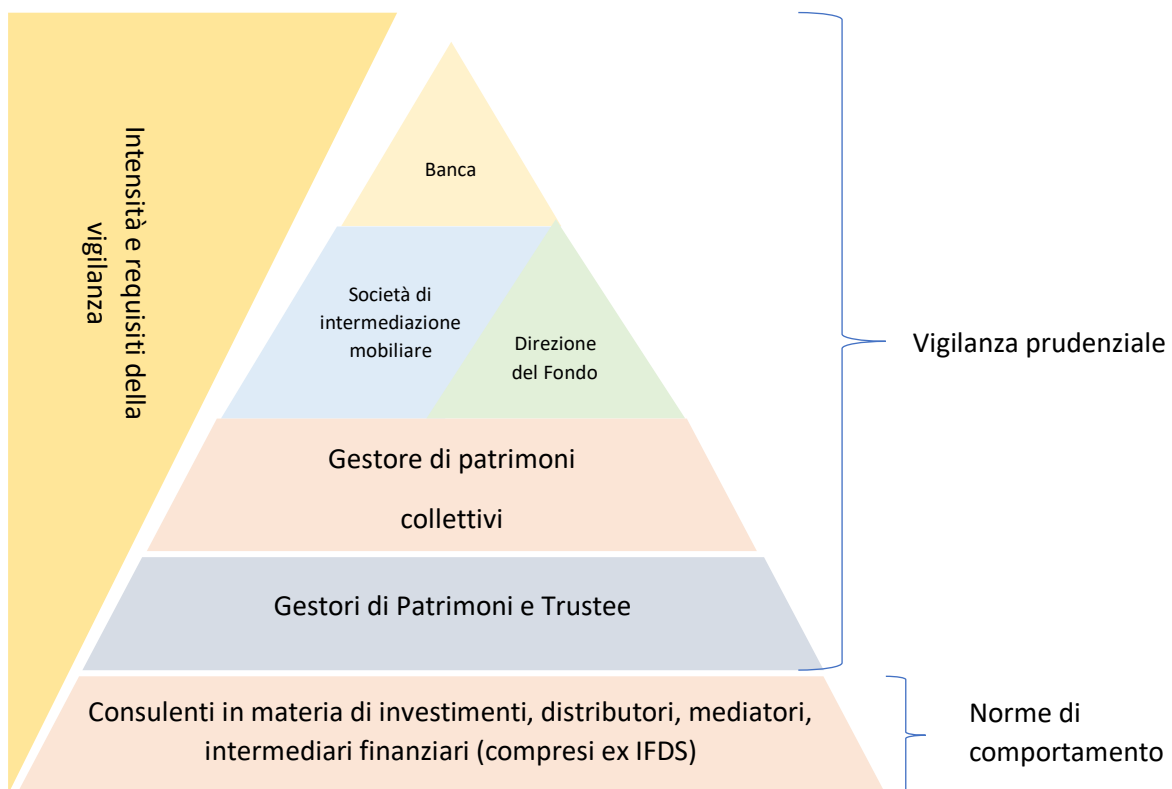 Intensità e requisiti della
vigilanza
Banca
Società di
intermediazione
mobiliare
Direzione
del Fondo
Vigilanza prudenziale
Gestore di patrimoni
collettivi
Gestori di Patrimoni e Trustee
Consulenti in materia di investimenti, distributori, mediatori,
intermediari finanziari (compresi ex IFDS)
Norme di
comportamento